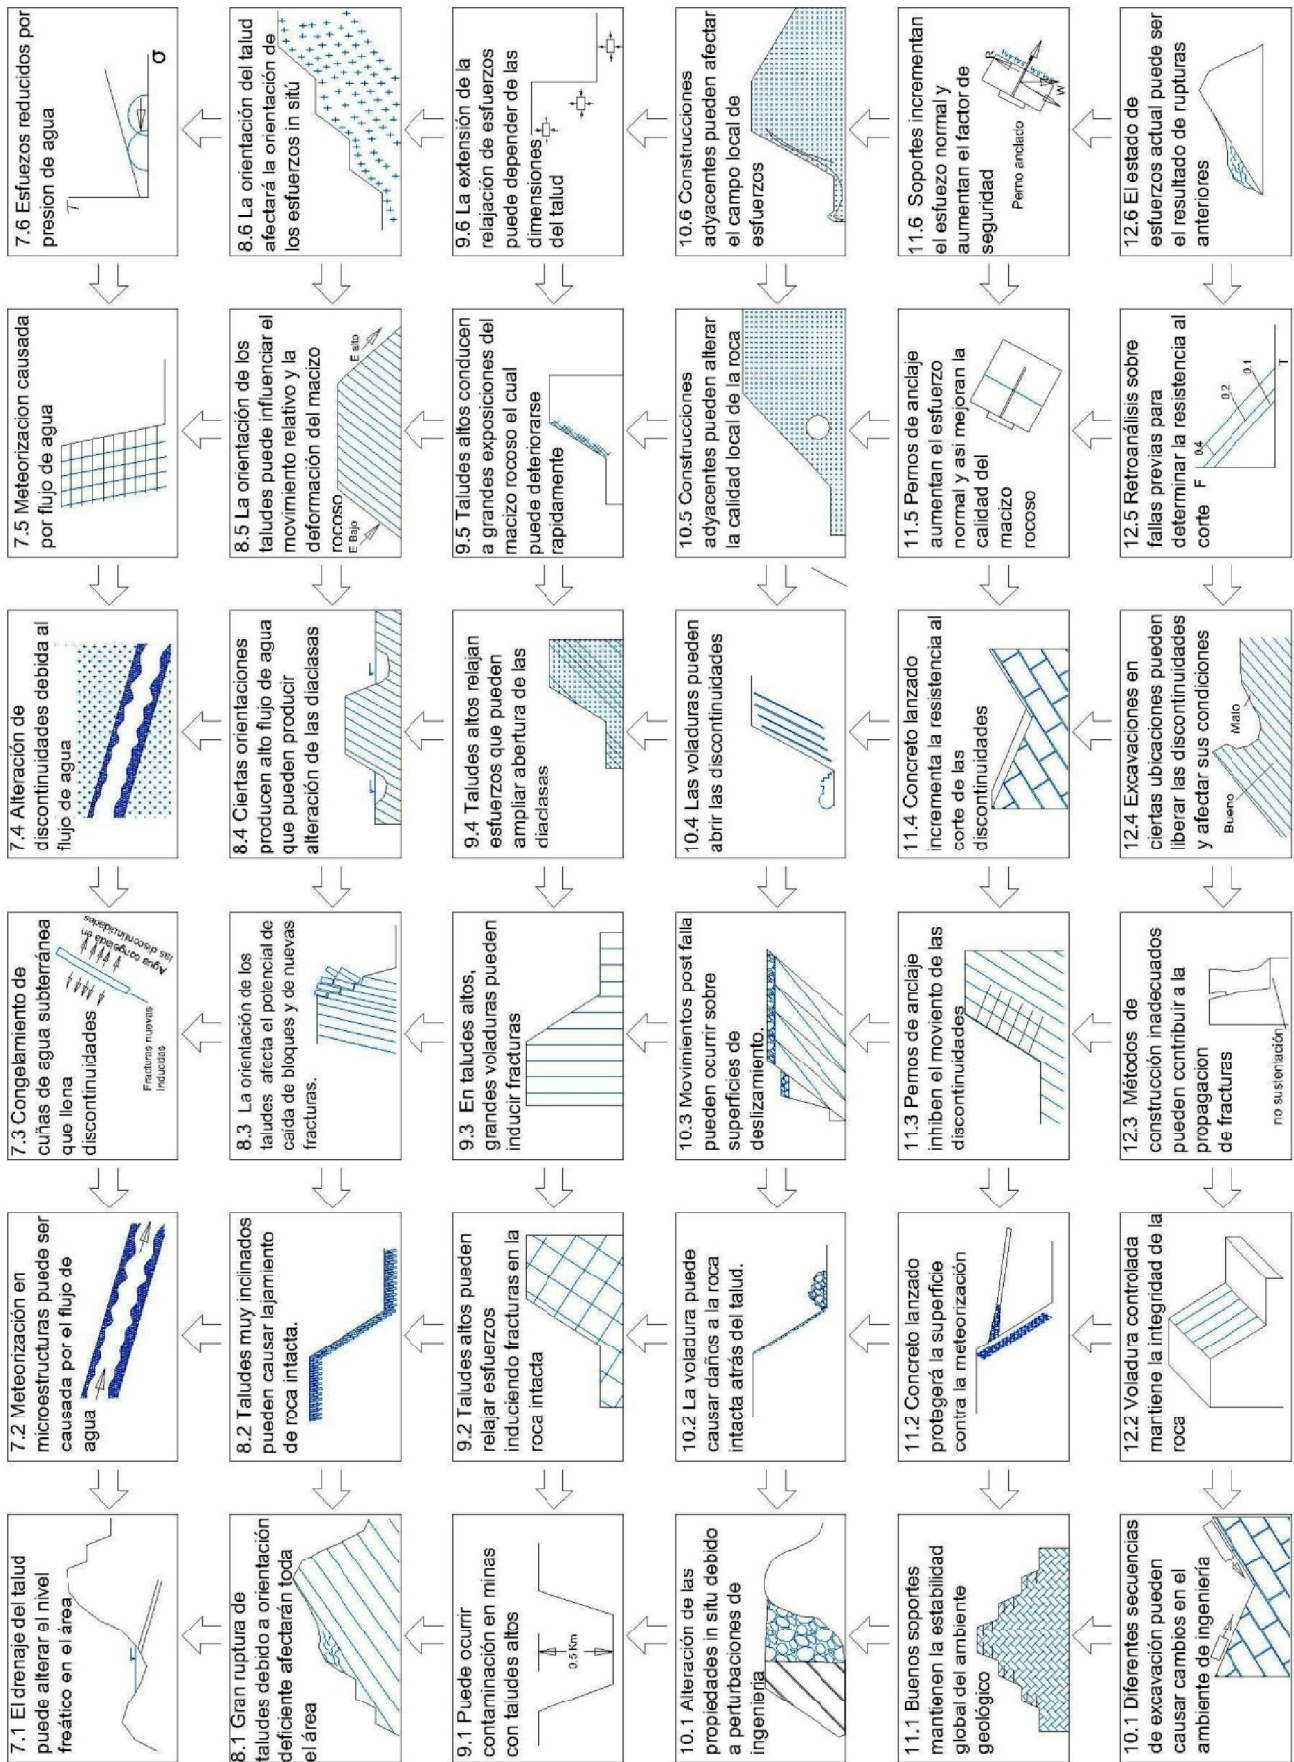 7.1 El drenaje del talud
puede alterar el nivel
freático en el área
7.2 Meteorización en
microestructuras puede ser
causada por el flujo de
agua
7.3 Congelamiento de
cuñas de agua subterránea
que llena
discontinuidades
Agua congelada en
las discontinuidades
Fracturas nuevas
Inducidas
7.4 Alteración de
discontinuidades debida al
flujo de agua
7.5 Meteorizacion causada
por flujo de agua
7.6 Esfuezos reducidos por
presion de agua
T
σ
8.1 Gran ruptura de
taludes debido a orientación
deficiente afectarán toda
el área
8.2 Taludes muy incinados
pueden causar lajamiento
de roca intacta.
8.3 La orientación de los
taludes afecta el potencial de
caída de bloques y de nuevas
fracturas.
8.4 Ciertas orientaciones
producen alto flujo de agua
que pueden producir
alteración de las diaclasas
8.5 La orientación de los
taludes puede influenciar el
movimiento relativo y la
deformación del macizo
rocoso
E Bajo
E alto
8.6 La orientación del talud
afectará la orientación de
los esfuerzos in sitú
9.1 Puede ocurrir
contaminación en minas
con taludes altos
0.5 Km
9.2 Taludes altos pueden
relajar esfuerzos
induciendo fracturas en la
roca intacta
9.3 En taludes altos,
grandes voladuras pueden
inducir fracturas
9.4 Taludes altos relajan
esfuerzos que pueden
ampliar abertura de las
diaclasas
9.5 Taludes altos conducen
a grandes exposiciones del
macizo rocoso el cual
puede deteriorarse
rapidamente
9.6 La extensión de la
relajación de esfuerzos
puede depender de las
dimensiones
del talud
10.1 Alteración de las
propiedades in situ debido
a perturbaciones de
ingenieria
10.2 La voladura puede
causar daños a la roca
intacta atrás del talud.
10.3 Movimientos post falla
pueden ocurrir sobre
superficies de
deslizamiento.
10.4 Las voladuras pueden
abrir las discontinuidades
10.5 Construcciones
adyacentes pueden alterar
la calidad local de la roca
10.6 Construcciones
adyacentes pueden afectar
el campo local de
esfuerzos
11.1 Buenos soportes
mantienen la estabilidad
global del ambiente
geológico
11.2 Concreto lanzado
protegerá la superficie
contra la meteorización
11.3 Pernos de anclaje
inhiben el moviento de las
discontinuidades
11.4 Concreto lanzado
incrementa la resistencia al
corte de las
discontinuidades
11.5 Pernos de anclaje
aumentan el esfuerzo
normal y asi mejoran la
calidad del
macizo
rocoso
11.6 Soportes incrementan
el esfuezo normal y
aumentan el factor de
seguridad
Perno anclado
R
W
10.1 Diferentes secuencias
de excavación pueden
causar cambios en el
ambiente de ingeniería
12.2 Voladura controlada
mantiene la integridad de la
roca
12.3 Métodos de
construcción inadecuados
pueden contribuir a la
propagacion
de fracturas
no sustentación
12.4 Excavaciones en
ciertas ubicaciones pueden
liberar las discontinuidades
y afectar sus condiciones
Bueno
Malo
12.5 Retroanálisis sobre
fallas previas para
determinar la resistencia al
corte F
0.4
0.2
0.1
T
12.6 El estado de
esfuerzos actual puede ser
el resultado de rupturas
anteriores